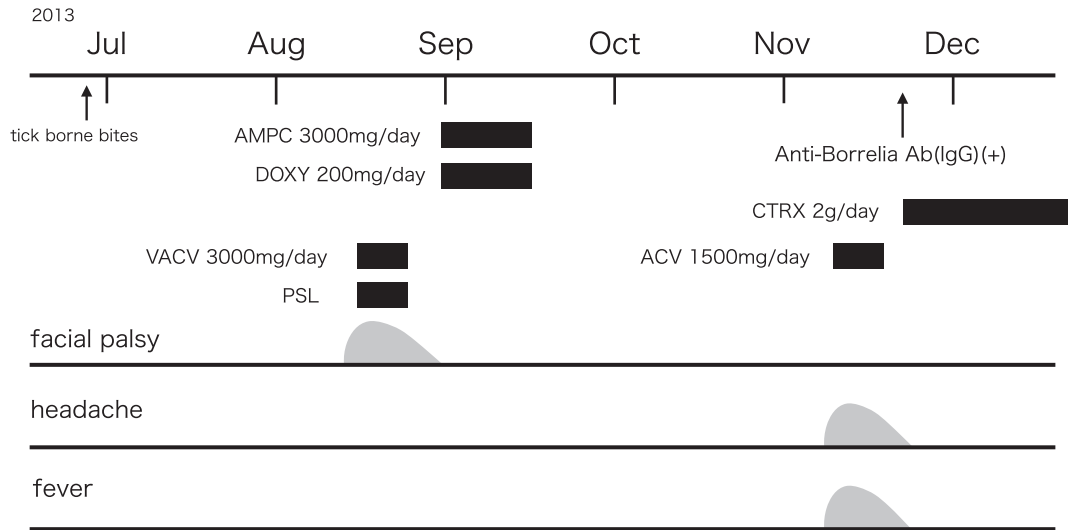 2013
Jul Aug Sep Oct Nov Dec
tick borne bites
AMPC 3000mg/day
Anti-Borrelia Ab(IgG)(+)
DOXY 200mg/day
CTRX 2g/day
VACV 3000mg/day
ACV 1500mg/day
PSL
facial palsy
headache
fever